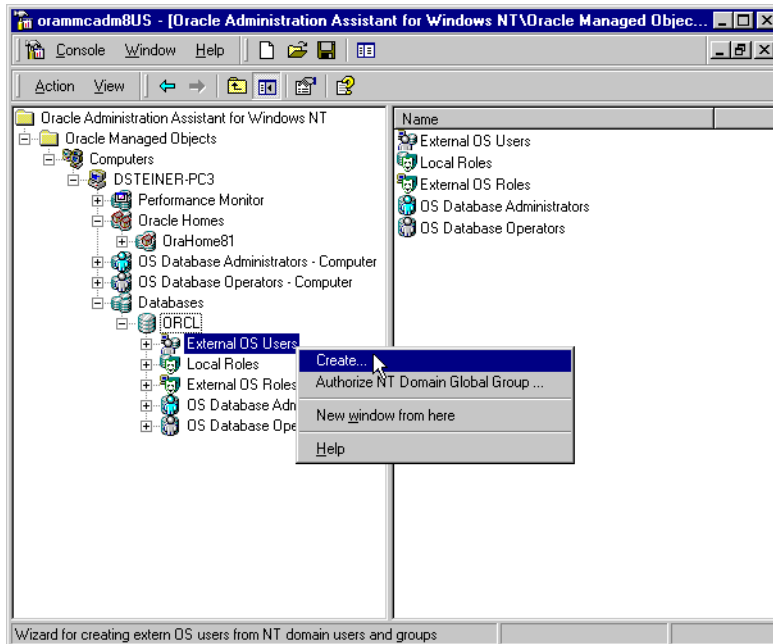 orammcadm8US - [Oracle Administration Assistant for Windows NT\Oracle Managed Objec...
Console Window Help
Action View
Oracle Administration Assistant for Windows NT
Oracle Managed Objects
Computers
DSTEINER-PC3
Performance Monitor
Oracle Homes
OraHome81
OS Database Administrators - Computer
OS Database Operators - Computer
Databases
ORCL
External OS Users
Local Roles
External OS Roles
OS Database Adn
OS Database Ope
Name
External OS Users
Local Roles
External OS Roles
OS Database Administrators
OS Database Operators
Create...
Authorize NT Domain Global Group ...
New window from here
Help
Wizard for creating extern OS users from NT domain users and groups